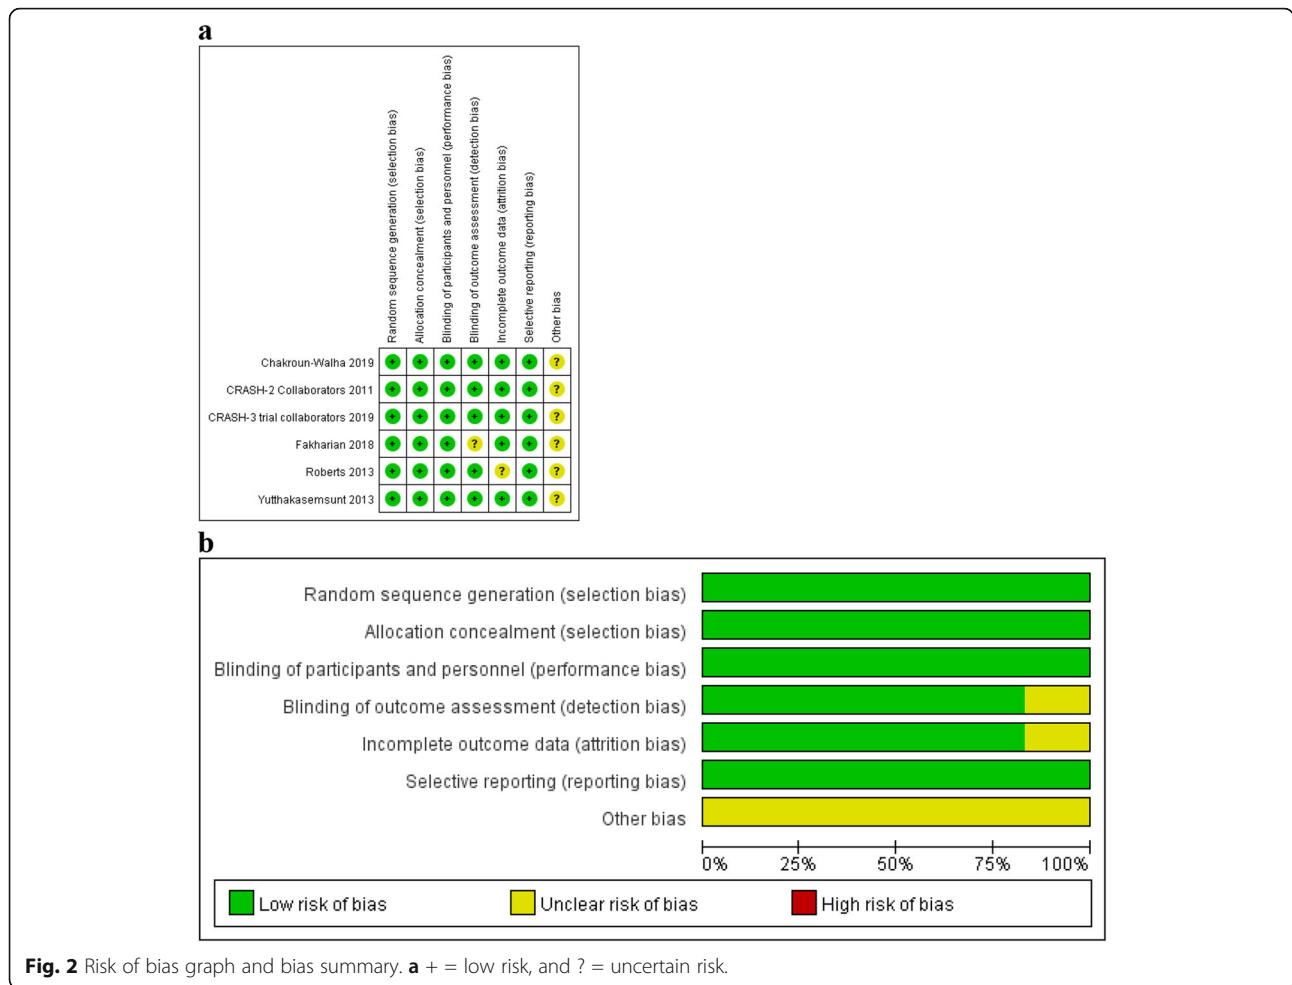 a
Random sequence generation (selection bias)
Allocation concealment (selection bias)
Blinding of participants and personnel (performance bias)
Blinding of outcome assessment (detection bias)
Incomplete outcome data (attrition bias)
Selective reporting (reporting bias)
Other bias
Chakroun-Walha 2019 + + + + + + ?
CRASH-2 Collaborators 2011 + + + + + + ?
CRASH-3 trial collaborators 2019 + + + + + + ?
Fakharian 2018 + + + ? + + ?
Roberts 2013 + + + + ? + ?
Yutthakasemsunt 2013 + + + + + + ?
b
Random sequence generation (selection bias)
Allocation concealment (selection bias)
Blinding of participants and personnel (performance bias)
Blinding of outcome assessment (detection bias)
Incomplete outcome data (attrition bias)
Selective reporting (reporting bias)
Other bias
0% 25% 50% 75% 100%
Low risk of bias Unclear risk of bias High risk of bias
Fig. 2 Risk of bias graph and bias summary. a + = low risk, and ? = uncertain risk.